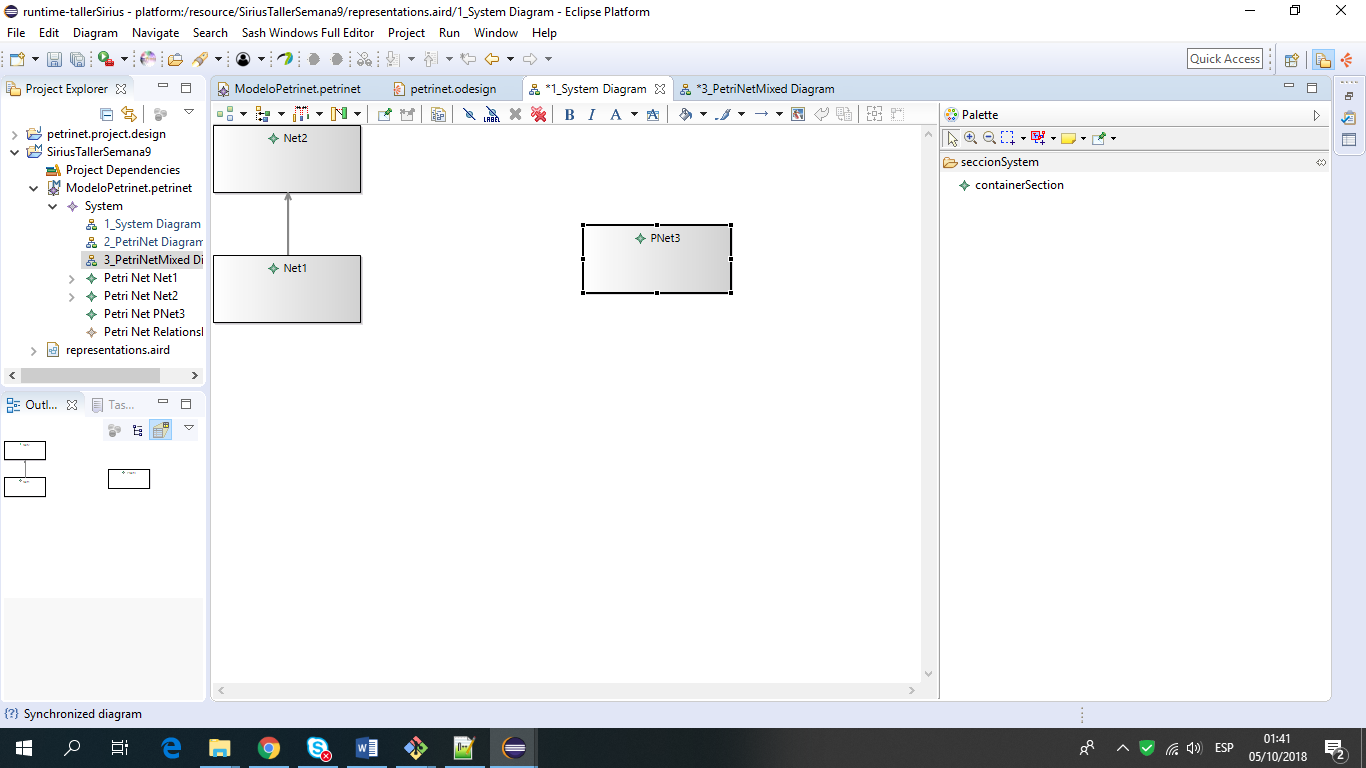 runtime-tallerSirius - platform:/resource/SiriusTallerSemana9/representations.aird/1_System Diagram - Eclipse Platform
File Edit Diagram Navigate Search Sash Windows Full Editor Project Run Window Help
Quick Access
Project Explorer
ModeloPetrinet.petrinet
petrinet.odesign
*1_System Diagram
*3_PetriNetMixed Diagram
LABEL
B I A A
Palette
petrinet.project.design
SiriusTallerSemana9
Project Dependencies
ModeloPetrinet.petrinet
System
1_System Diagram
2_PetriNet Diagram
3_PetriNetMixed Di
Petri Net Net1
Petri Net Net2
Petri Net PNet3
Petri Net Relations
representations.aird
Net2
Net1
PNet3
seccionSystem
containerSection
Outl...
Tas...
{?} Synchronized diagram
ESP
01:41
05/10/2018
2